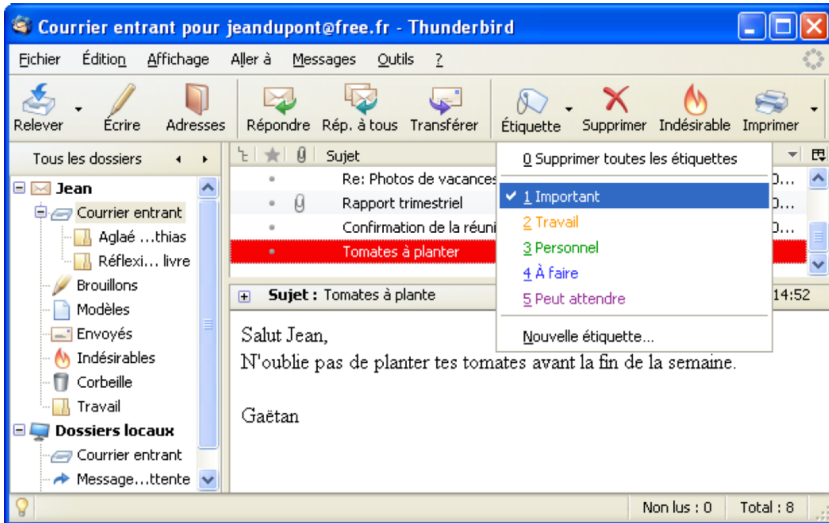 Courrier entrant pour jeandupont@free.fr - Thunderbird
Fichier Édition Affichage Aller à Messages Outils ?
Relever Écrire Adresses Répondre Rép. à tous Transférer Étiquette Supprimer Indésirable Imprimer
Tous les dossiers
Sujet
Jean
Courrier entrant
Aglaé ...thias
Réflexi... livre
Brouillons
Modèles
Envoyés
Indésirables
Corbeille
Travail
Dossiers locaux
Courrier entrant
Message...ttente
Re: Photos de vacances
Rapport trimestriel
Confirmation de la réuni
Tomates à planter
0 Supprimer toutes les étiquettes
1 Important
2 Travail
3 Personnel
4 À faire
5 Peut attendre
Nouvelle étiquette...
Sujet : Tomates à plante 14:52
Salut Jean,
N'oublie pas de planter tes tomates avant la fin de la semaine.
Gaëtan
Non lus : 0 Total : 8